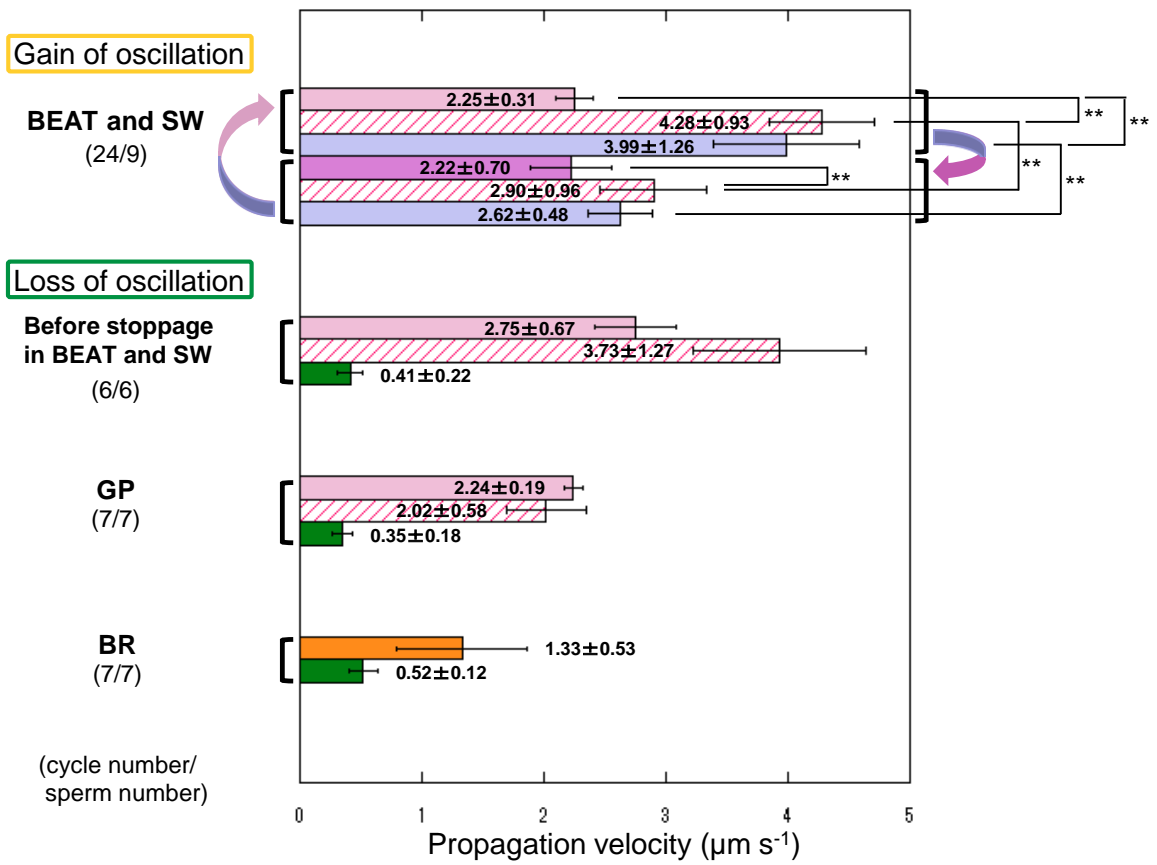 Gain of oscillation
BEAT and SW
(24/9)
2.25±0.31
4.28±0.93
3.99±1.26
2.22±0.70
2.90±0.96
2.62±0.48
**
**
**
**
**
Loss of oscillation
Before stoppage
in BEAT and SW
(6/6)
2.75±0.67
3.73±1.27
0.41±0.22
GP
(7/7)
2.24±0.19
2.02±0.58
0.35±0.18
BR
(7/7)
1.33±0.53
0.52±0.12
(cycle number/
sperm number)
0 1 2 3 4 5
Propagation velocity (μm s⁻¹)